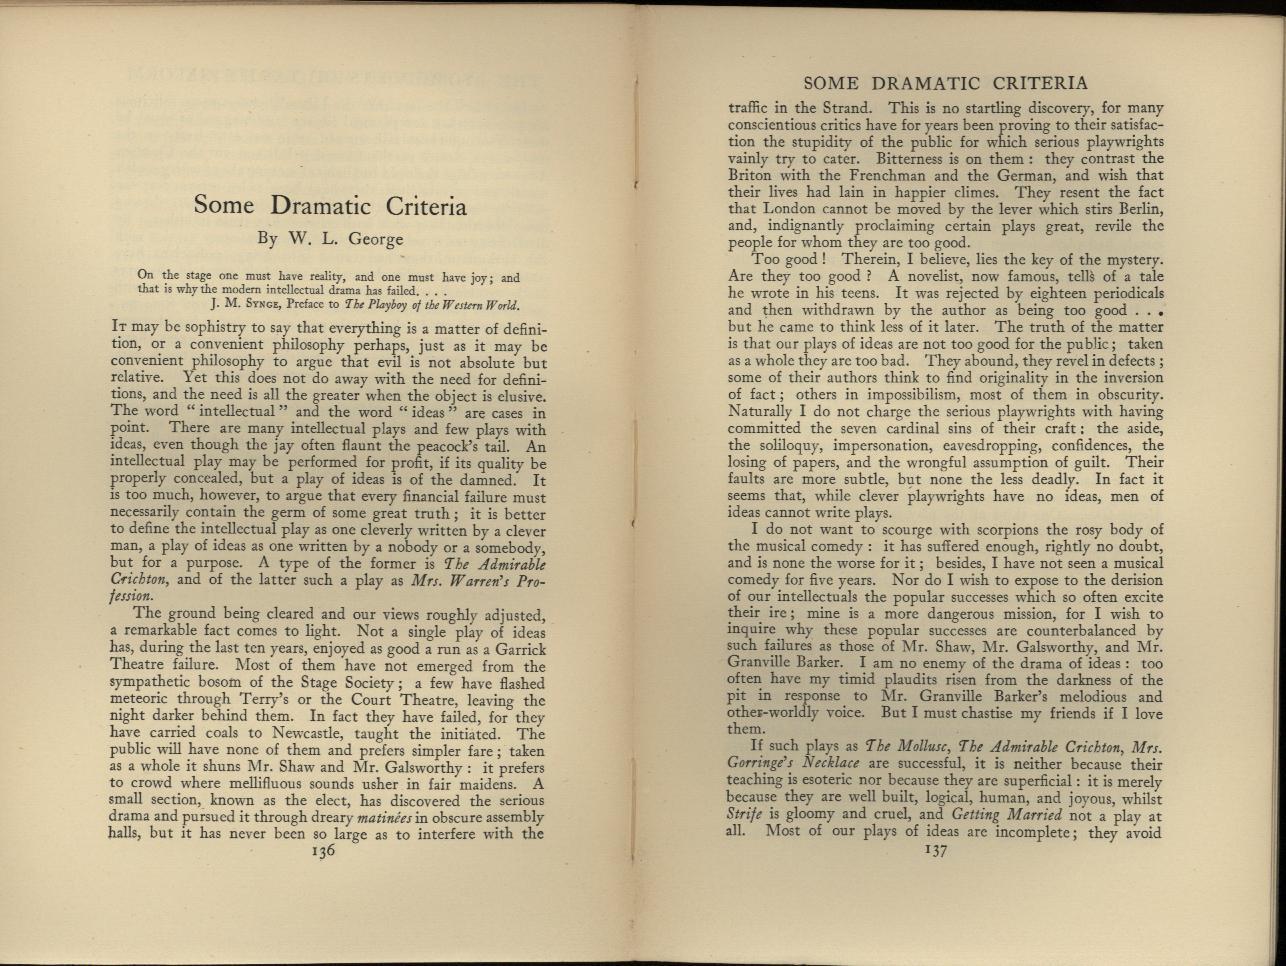 Some Dramatic Criteria
By W. L. George
On the stage one must have reality, and one must have joy; and
that is why the modern intellectual drama has failed. . . .
J. M. SYNGE, Preface to The Playboy of the Western World.
IT may be sophistry to say that everything is a matter of defini-
tion, or a convenient philosophy perhaps, just as it may be
convenient philosophy to argue that evil is not absolute but
relative. Yet this does not do away with the need for defini-
tions, and the need is all the greater when the object is elusive.
The word “intellectual” and the word “ideas” are cases in
point. There are many intellectual plays and few plays with
ideas, even though the jay often flaunt the peacock's tail. An
intellectual play may be performed for profit, if its quality be
properly concealed, but a play of ideas is of the damned. It
is too much, however, to argue that every financial failure must
necessarily contain the germ of some great truth; it is better
to define the intellectual play as one cleverly written by a clever
man, a play of ideas as one written by a nobody or a somebody,
but for a purpose. A type of the former is The Admirable
Crichton, and of the latter such a play as Mrs. Warren's Pro-
fession.
The ground being cleared and our views roughly adjusted,
a remarkable fact comes to light. Not a single play of ideas
has, during the last ten years, enjoyed as good a run as a Garrick
Theatre failure. Most of them have not emerged from the
sympathetic bosom of the Stage Society; a few have flashed
meteoric through Terry's or the Court Theatre, leaving the
night darker behind them. In fact they have failed, for they
have carried coals to Newcastle, taught the initiated. The
public will have none of them and prefers simpler fare; taken
as a whole it shuns Mr. Shaw and Mr. Galsworthy: it prefers
to crowd where mellifluous sounds usher in fair maidens. A
small section, known as the elect, has discovered the serious
drama and pursued it through dreary matinées in obscure assembly
halls, but it has never been so large as to interfere with the
136
SOME DRAMATIC CRITERIA
traffic in the Strand. This is no startling discovery, for many
conscientious critics have for years been proving to their satisfac-
tion the stupidity of the public for which serious playwrights
vainly try to cater. Bitterness is on them: they contrast the
Briton with the Frenchman and the German, and wish that
their lives had lain in happier climes. They resent the fact
that London cannot be moved by the lever which stirs Berlin,
and, indignantly proclaiming certain plays great, revile the
people for whom they are too good.
Too good! Therein, I believe, lies the key of the mystery.
Are they too good? A novelist, now famous, tells of a tale
he wrote in his teens. It was rejected by eighteen periodicals
and then withdrawn by the author as being too good . . .
but he came to think less of it later. The truth of the matter
is that our plays of ideas are not too good for the public; taken
as a whole they are too bad. They abound, they revel in defects;
some of their authors think to find originality in the inversion
of fact; others in impossibilism, most of them in obscurity.
Naturally I do not charge the serious playwrights with having
committed the seven cardinal sins of their craft: the aside,
the soliloquy, impersonation, eavesdropping, confidences, the
losing of papers, and the wrongful assumption of guilt. Their
faults are more subtle, but none the less deadly. In fact it
seems that, while clever playwrights have no ideas, men of
ideas cannot write plays.
I do not want to scourge with scorpions the rosy body of
the musical comedy: it has suffered enough, rightly no doubt,
and is none the worse for it; besides, I have not seen a musical
comedy for five years. Nor do I wish to expose to the derision
of our intellectuals the popular successes which so often excite
their ire; mine is a more dangerous mission, for I wish to
inquire why these popular successes are counterbalanced by
such failures as those of Mr. Shaw, Mr. Galsworthy, and Mr.
Granville Barker. I am no enemy of the drama of ideas: too
often have my timid plaudits risen from the darkness of the
pit in response to Mr. Granville Barker's melodious and
other-worldly voice. But I must chastise my friends if I love
them.
If such plays as The Mollusc, The Admirable Crichton, Mrs.
Gorringe's Necklace are successful, it is neither because their
teaching is esoteric nor because they are superficial: it is merely
because they are well built, logical, human, and joyous, whilst
Strife is gloomy and cruel, and Getting Married not a play at
all. Most of our plays of ideas are incomplete; they avoid
137